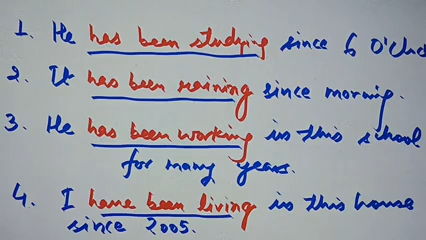 1. He has been studying since 6 O'Cloc
2. It has been raining since morning.
3. He has been working in this school
for many years.
4. I have been living in this house
since 2005.